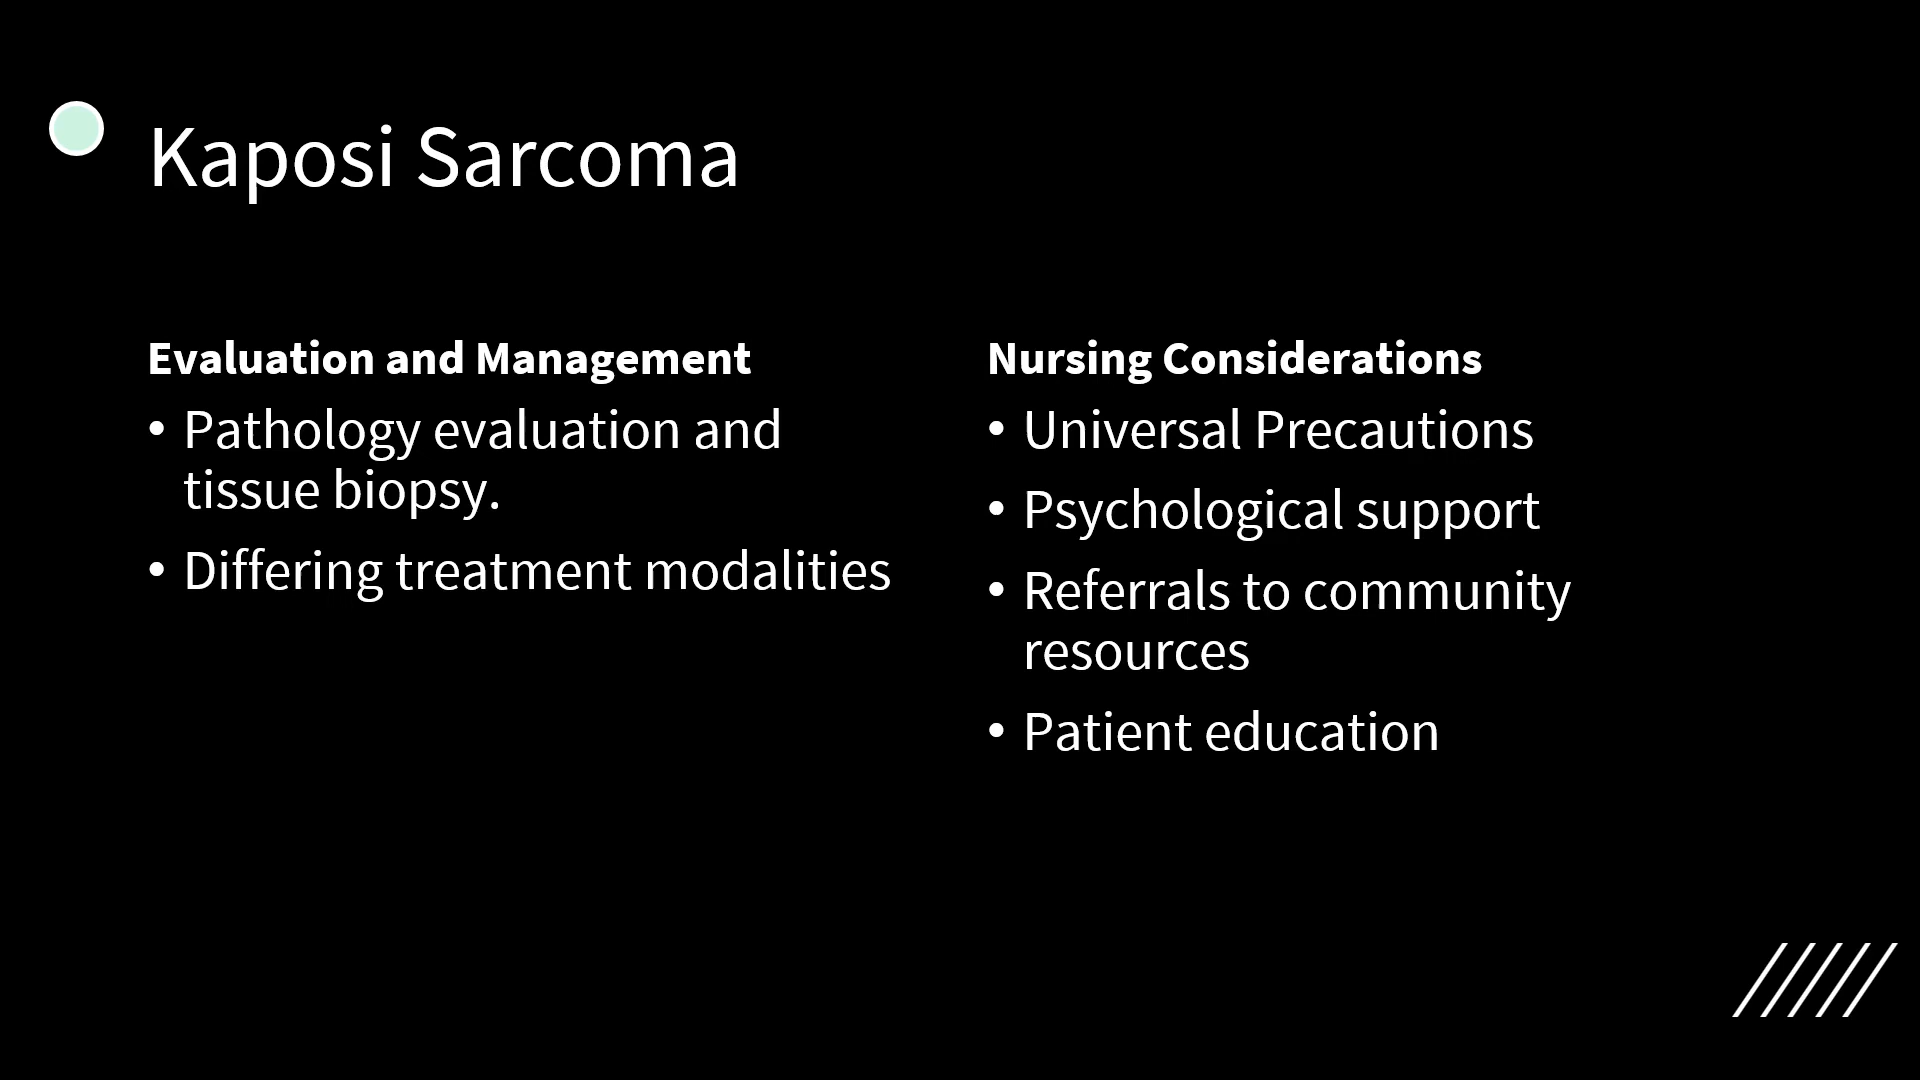 Kaposi Sarcoma
Evaluation and Management
• Pathology evaluation and
tissue biopsy.
• Differing treatment modalities
Nursing Considerations
• Universal Precautions
• Psychological support
• Referrals to community
resources
• Patient education